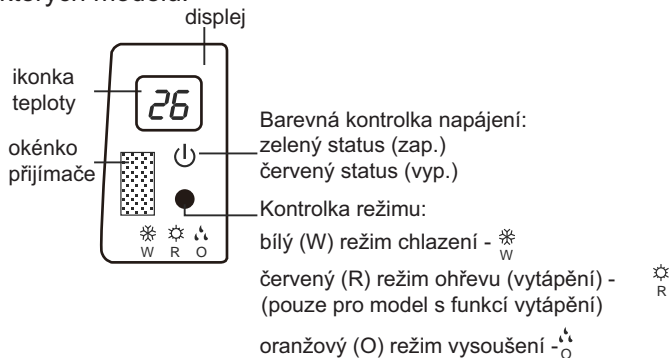 displej
ikonka
teploty
26
okénko
přijímače
Barevná kontrolka napájení:
zelený status (zap.)
červený status (vyp.)
Kontrolka režimu:
W R O
bílý (W) režim chlazení - W
červený (R) režim ohřevu (vytápění) - R
(pouze pro model s funkcí vytápění)
oranžový (O) režim vysoušení - O